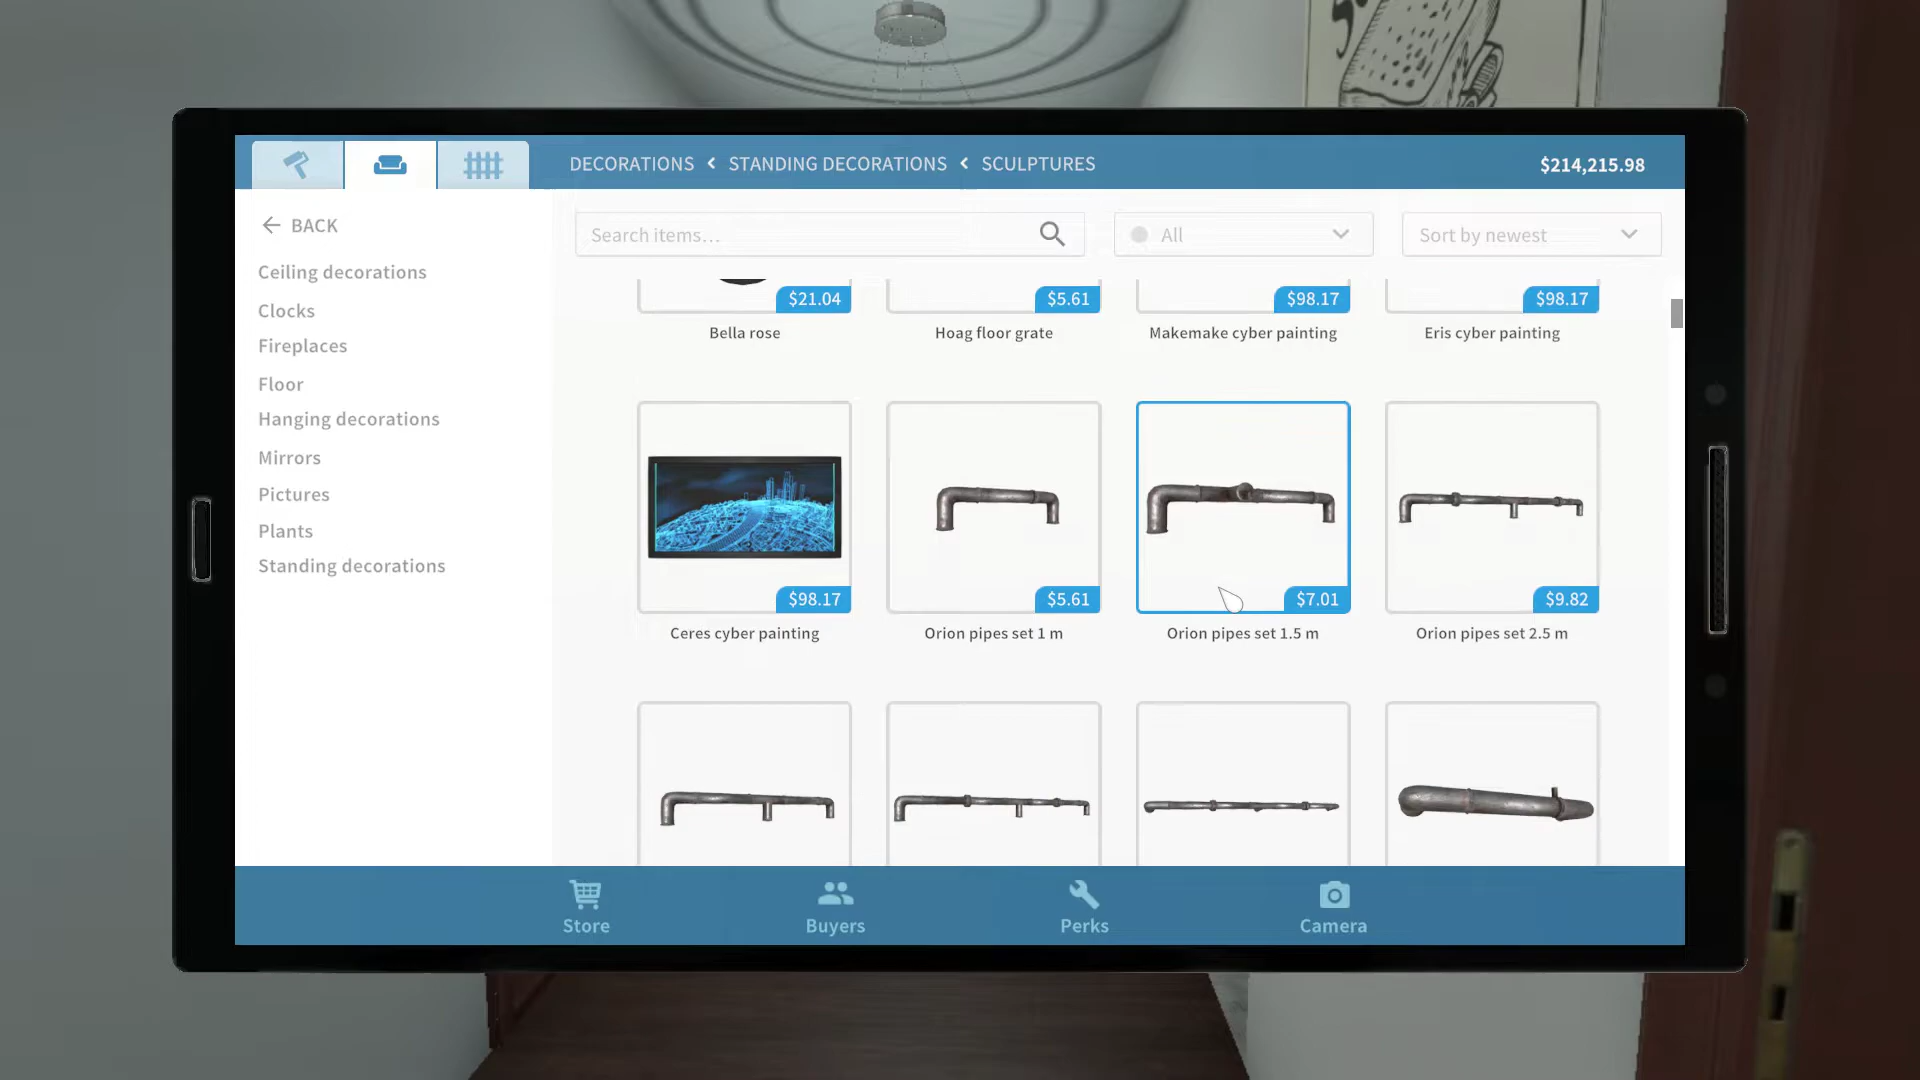 DECORATIONS < STANDING DECORATIONS < SCULPTURES
$214,215.98
BACK
Search items...
All
Sort by newest
Ceiling decorations
Clocks
Fireplaces
Floor
Hanging decorations
Mirrors
Pictures
Plants
Standing decorations
$21.04
$5.61
$98.17
$98.17
Bella rose
Hoag floor grate
Makemake cyber painting
Eris cyber painting
$98.17
$5.61
$7.01
$9.82
Ceres cyber painting
Orion pipes set 1 m
Orion pipes set 1.5 m
Orion pipes set 2.5 m
Store
Buyers
Perks
Camera